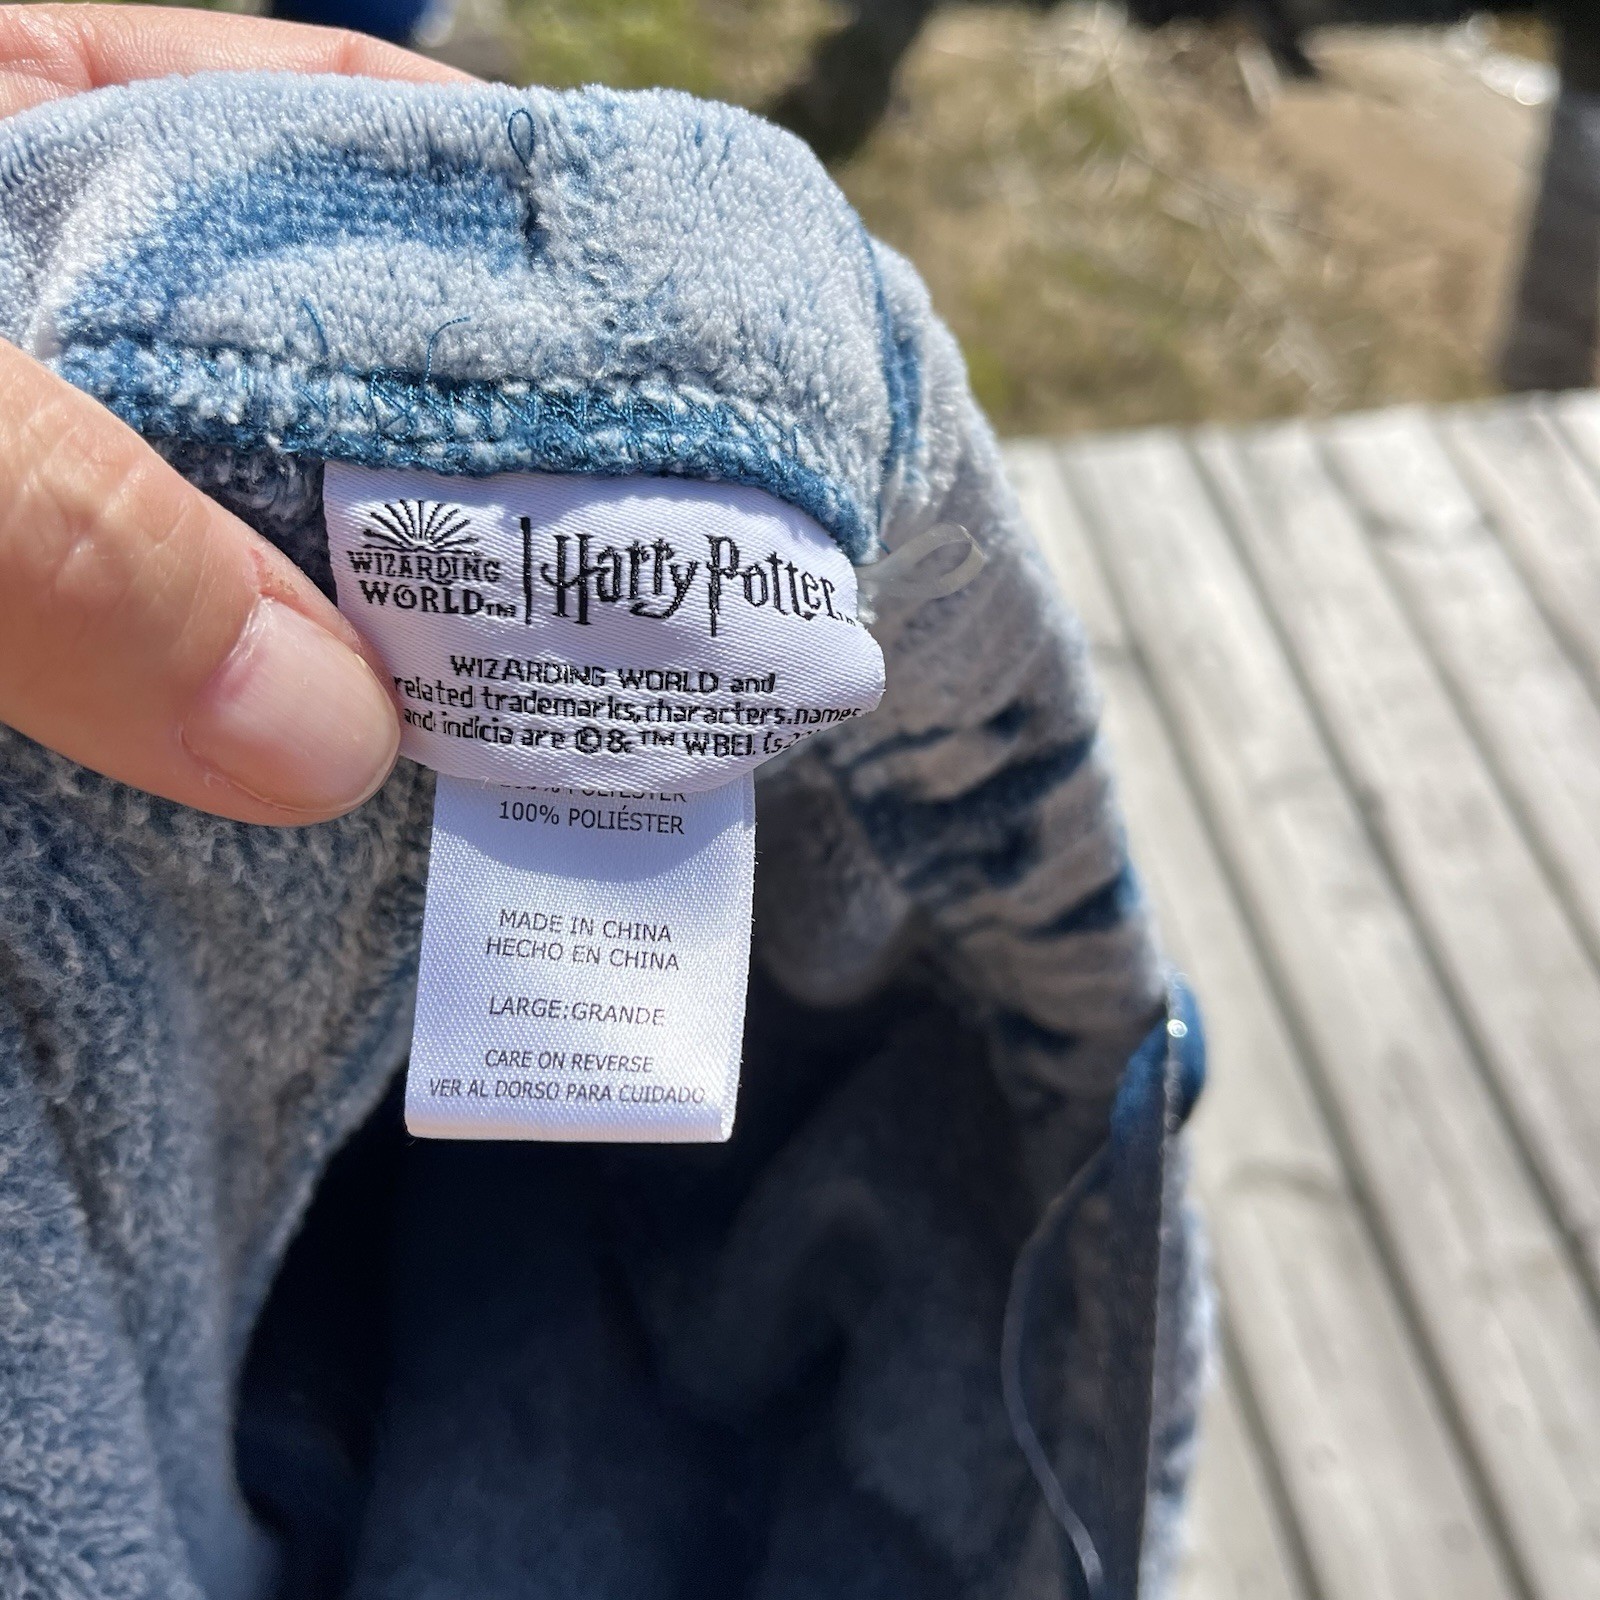 WIZARDING
WORLD™ | Harry Potter
WIZARDING WORLD and
related trademarks, characters, names
and indicia are © & ™ WBEI.
100% POLIÉSTER
MADE IN CHINA
HECHO EN CHINA
LARGE:GRANDE
CARE ON REVERSE
VER AL DORSO PARA CUIDADO